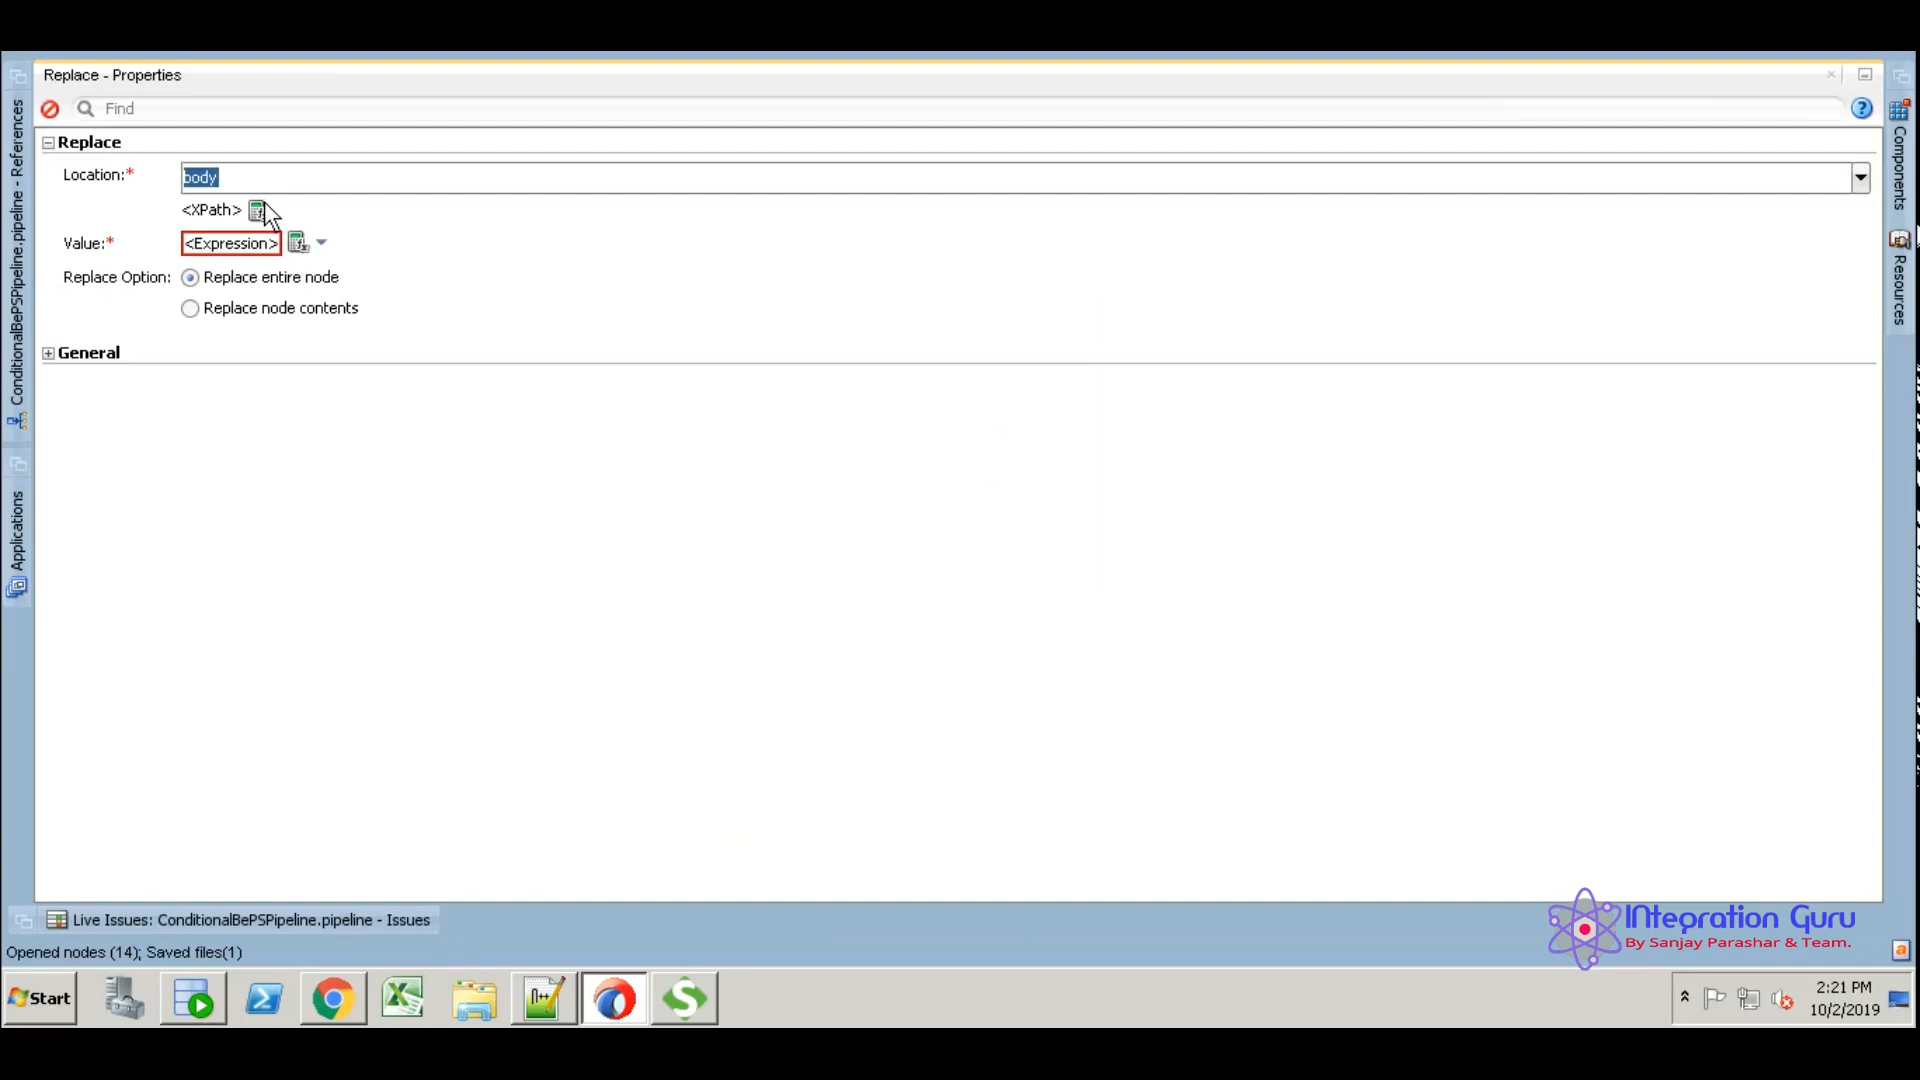 Replace - Properties
Find
Replace
Location:* body
<XPath>
Value:* <Expression>
Replace Option: Replace entire node
Replace node contents
General
ConditionalBePSPipeline.pipeline - References
Applications
Components
Resources
Live Issues: ConditionalBePSPipeline.pipeline - Issues
Opened nodes (14); Saved files(1)
INtegration Guru
By Sanjay Parashar & Team.
Start
2:21 PM
10/2/2019